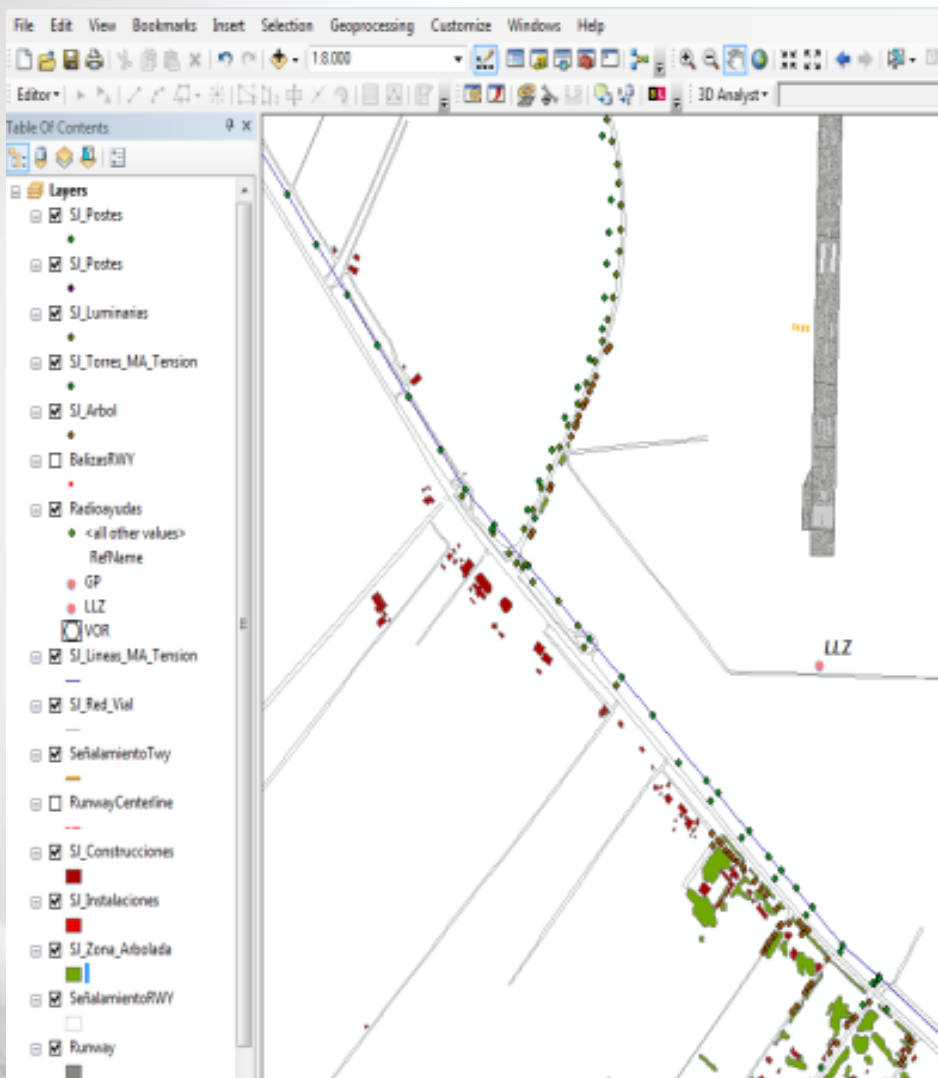 File Edit View Bookmarks Insert Selection Geoprocessing Customize Windows Help
1:8.000
Editor 3D Analyst
Table Of Contents
Layers
SJ_Postes
SJ_Postes
SJ_Luminarias
SJ_Torres_MA_Tension
SJ_Arbol
BalizasRWY
Radioayudas
<all other values>
RefName
GP
LLZ
VOR
SJ_Lineas_MA_Tension
SJ_Red_Vial
SeñalamientoTwy
RunwayCenterline
SJ_Construcciones
SJ_Instalaciones
SJ_Zona_Arbolada
SeñalamientoRWY
Runway
LLZ